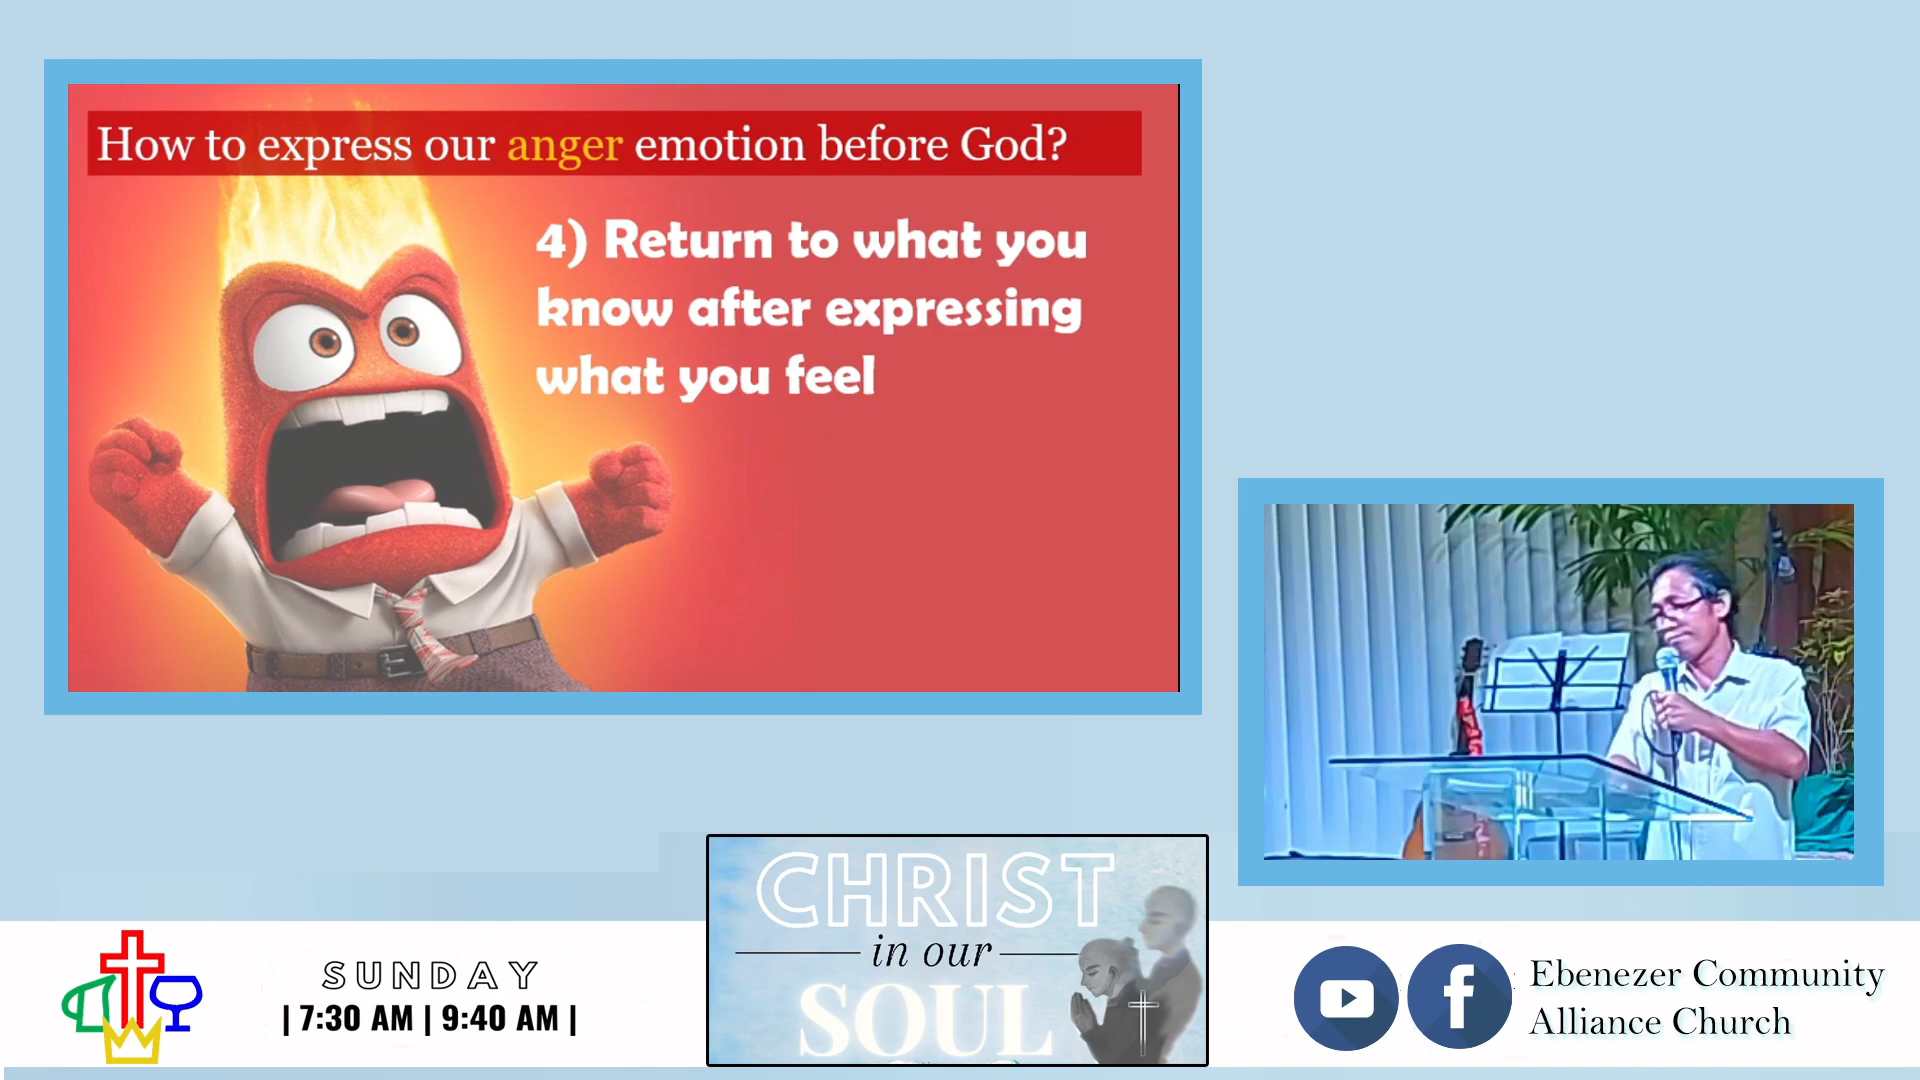 How to express our anger emotion before God?
4) Return to what you
know after expressing
what you feel
SUNDAY
| 7:30 AM | 9:40 AM |
CHRIST
in our
SOUL
Ebenezer Community
Alliance Church